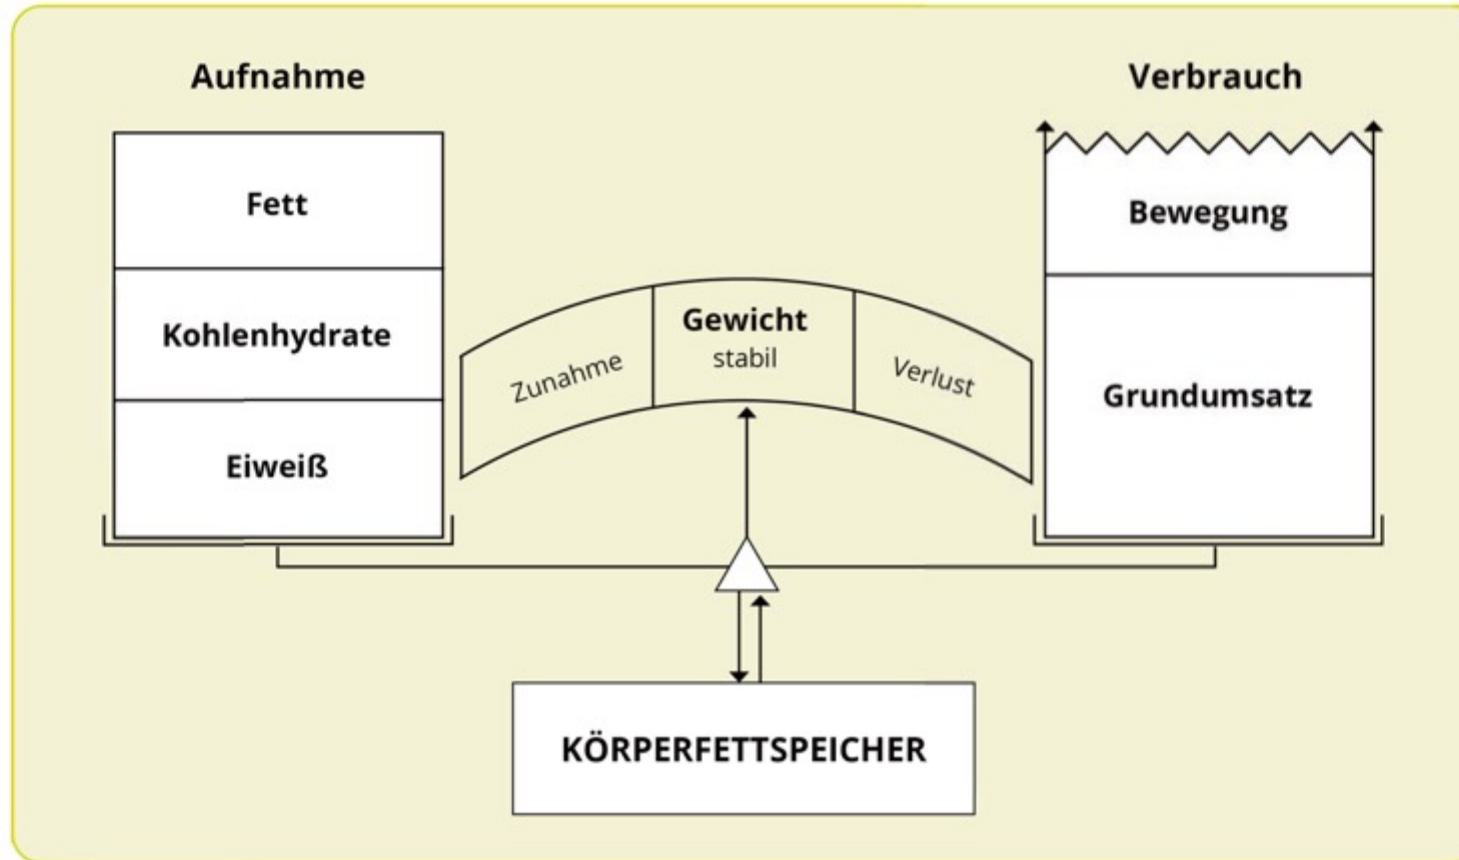 Aufnahme
Verbrauch
Fett
Kohlenhydrate
Eiweiß
Zunahme
Gewicht
stabil
Verlust
Bewegung
Grundumsatz
KÖRPERFETTSPEICHER